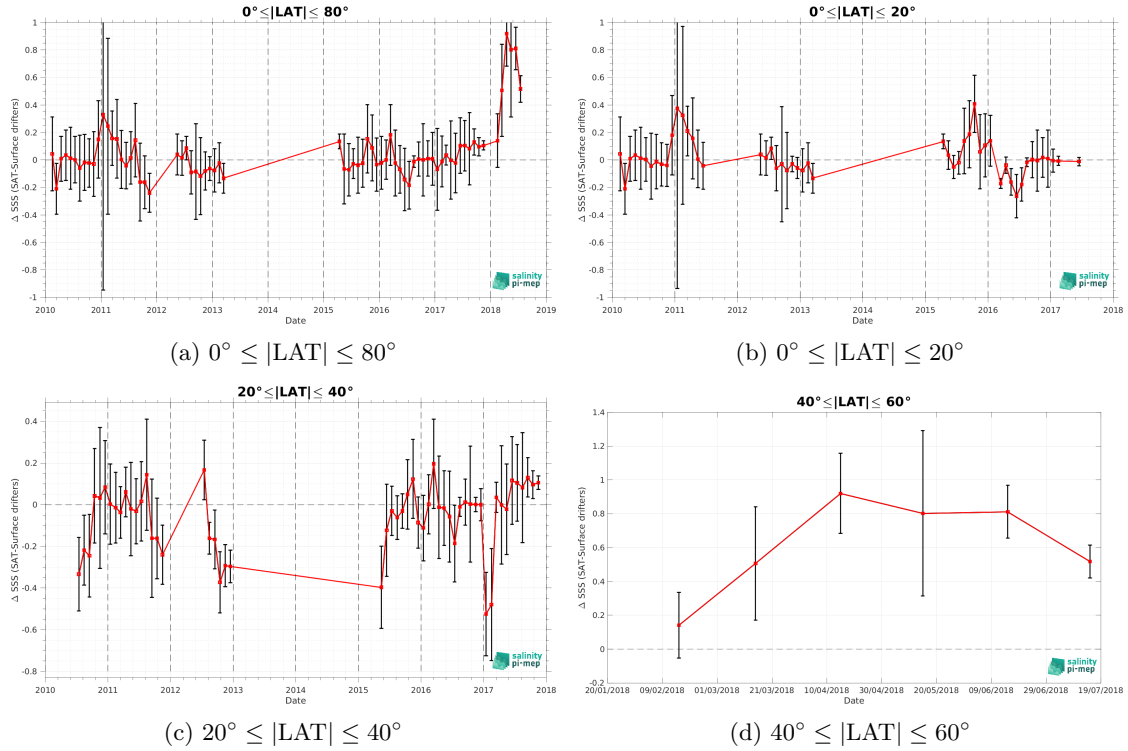 0°≤|LAT|≤ 80°
1
0.8
0.6
0.4
0.2
0
-0.2
-0.4
-0.6
-0.8
-1
Δ SSS (SAT-Surface drifters)
2010 2011 2012 2013 2014 2015 2016 2017 2018 2019
Date
salinity
pi-mep
(a) 0° ≤ |LAT| ≤ 80°
0°≤|LAT|≤ 20°
1
0.8
0.6
0.4
0.2
0
-0.2
-0.4
-0.6
-0.8
-1
Δ SSS (SAT-Surface drifters)
2010 2011 2012 2013 2014 2015 2016 2017 2018
Date
salinity
pi-mep
(b) 0° ≤ |LAT| ≤ 20°
20°≤|LAT|≤ 40°
0.4
0.2
0
-0.2
-0.4
-0.6
-0.8
Δ SSS (SAT-Surface drifters)
2010 2011 2012 2013 2014 2015 2016 2017 2018
Date
salinity
pi-mep
(c) 20° ≤ |LAT| ≤ 40°
40°≤|LAT|≤ 60°
1.4
1.2
1
0.8
0.6
0.4
0.2
0
-0.2
Δ SSS (SAT-Surface drifters)
20/01/2018 09/02/2018 01/03/2018 21/03/2018 10/04/2018 30/04/2018 20/05/2018 09/06/2018 29/06/2018 19/07/2018
Date
salinity
pi-mep
(d) 40° ≤ |LAT| ≤ 60°